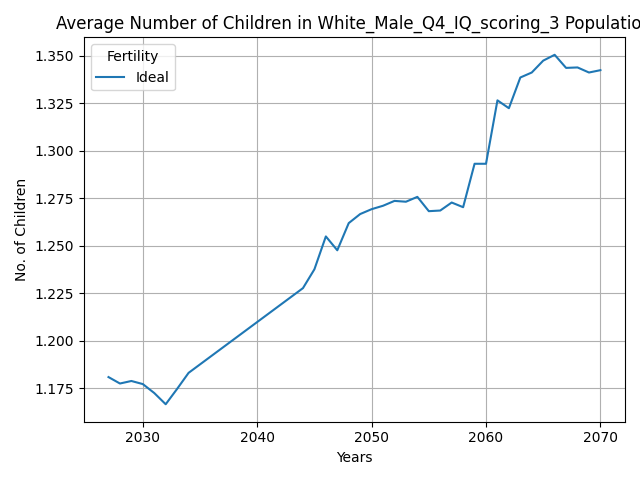 Average Number of Children in White_Male_Q4_IQ_scoring_3 Populatio
Fertility
Ideal
No. of Children
1.350
1.325
1.300
1.275
1.250
1.225
1.200
1.175
2030 2040 2050 2060 2070
Years